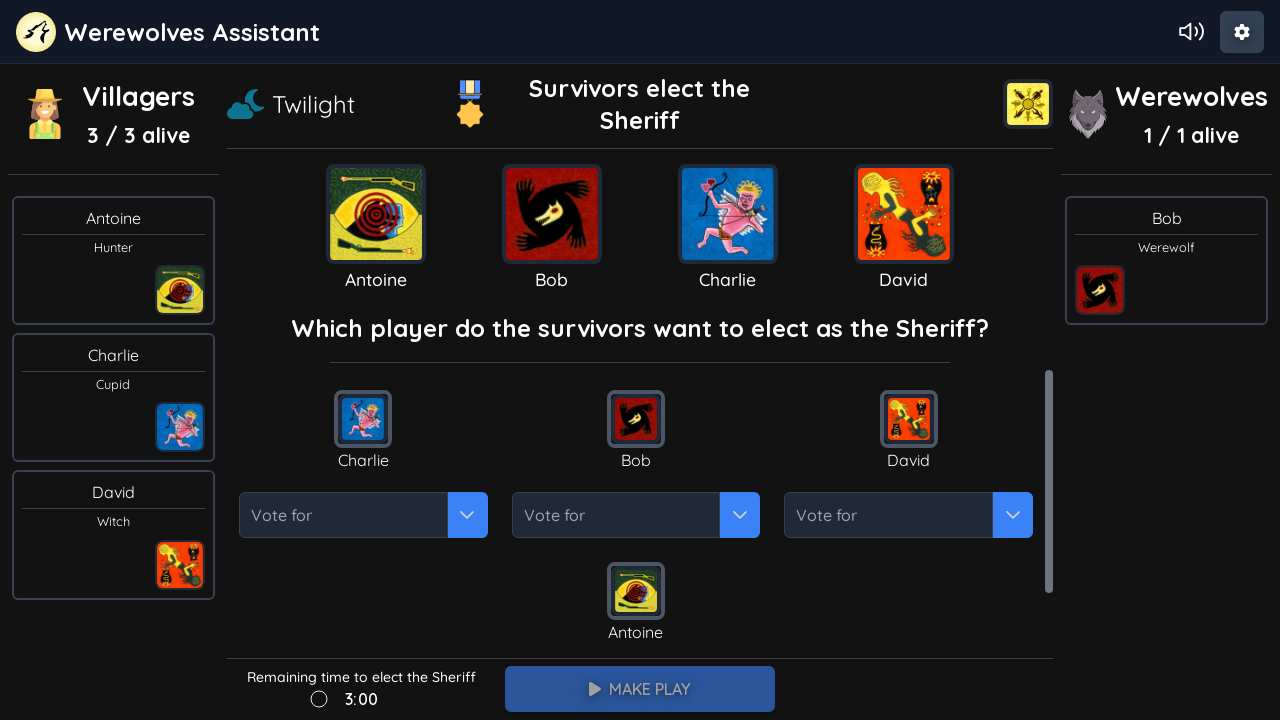 Werewolves Assistant
Villagers
3 / 3 alive
Twilight
Survivors elect the
Sheriff
Werewolves
1 / 1 alive
Antoine
Hunter
Charlie
Cupid
David
Witch
Antoine
Bob
Charlie
David
Which player do the survivors want to elect as the Sheriff?
Charlie
Bob
David
Vote for
Vote for
Vote for
Antoine
Bob
Werewolf
Remaining time to elect the Sheriff
3:00
MAKE PLAY